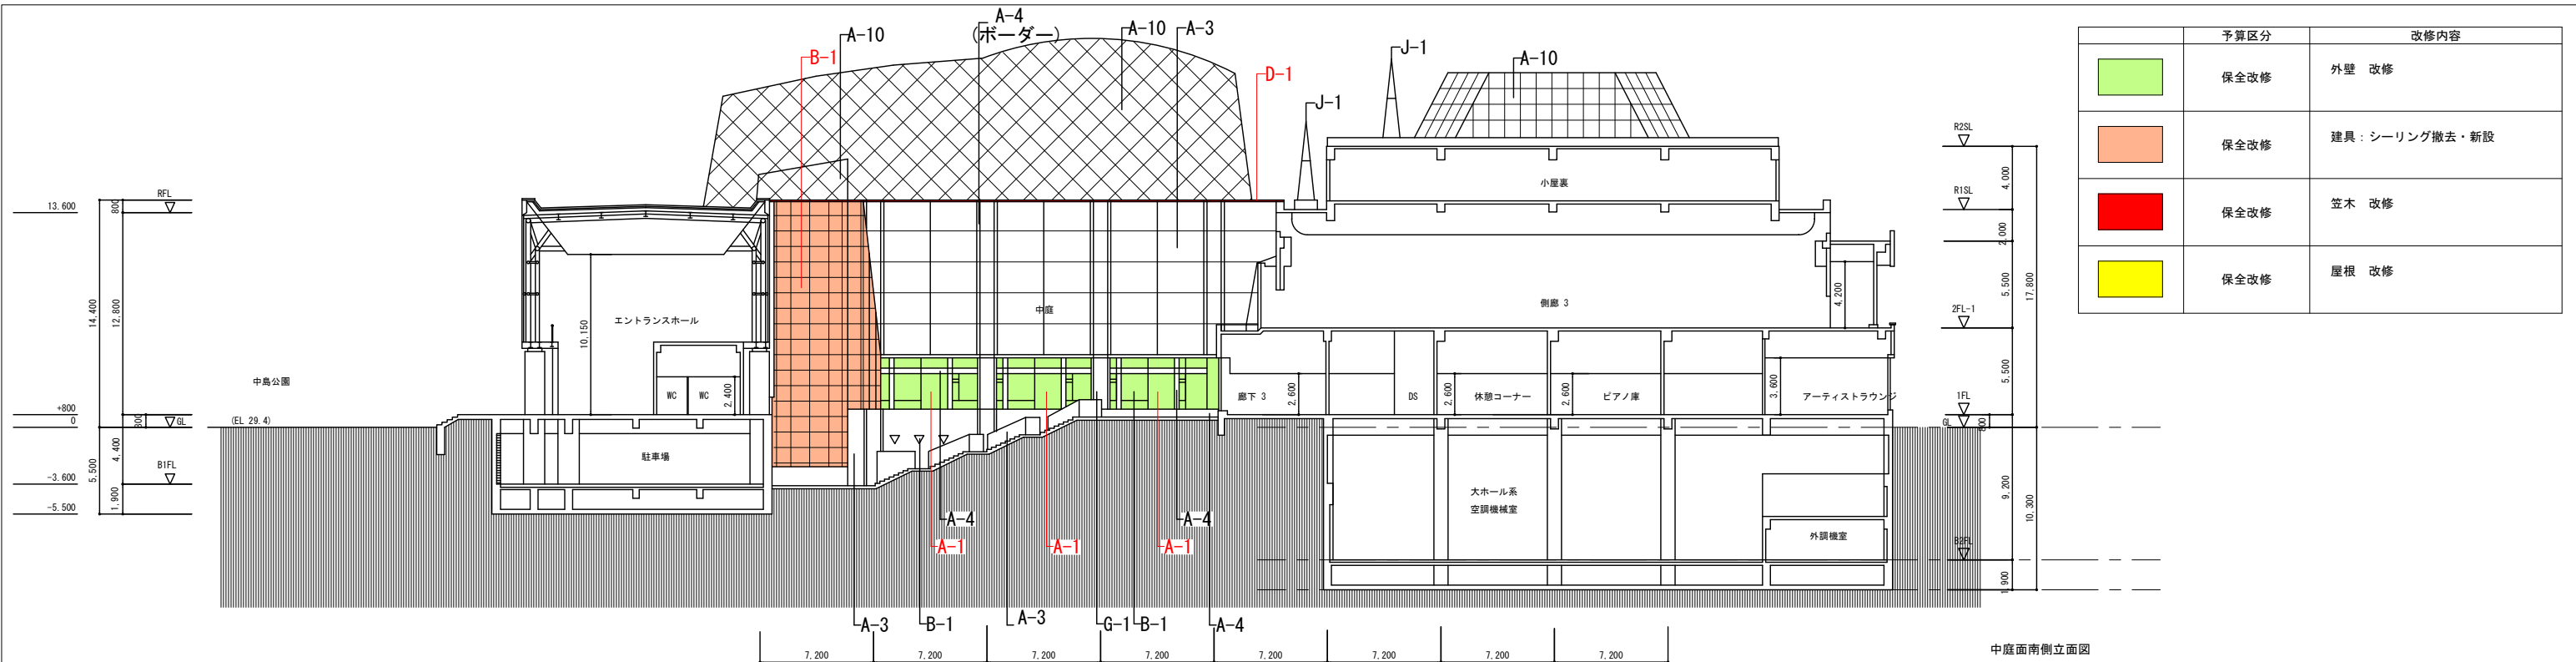 A-4
(ボーダー)
A-10
A-10
A-3
B-1
D-1
J-1
J-1
A-10
予算区分
改修内容
保全改修
外壁 改修
保全改修
建具：シーリング撤去・新設
保全改修
笠木 改修
保全改修
屋根 改修
R2SL
R1SL
2FL-1
1FL
GL
B2FL
4,000
2,000
5,500
5,500
800
9,200
1,900
17,800
10,300
RFL
13.600
800
14,400
12,800
+800
0
800
GL
(EL 29.4)
中島公園
B1FL
-3.600
-5.500
5,500
4,400
1,900
エントランスホール
10,150
WC
WC
2,400
駐車場
中庭
小屋裏
側廊 3
4,200
廊下 3
2,600
DS
2,600
休憩コーナー
2,600
ピアノ庫
3,600
アーティストラウンジ
大ホール系
空調機械室
外調機室
A-4
A-4
A-1
A-1
A-1
A-3
B-1
A-3
G-1
B-1
A-4
7,200
7,200
7,200
7,200
7,200
7,200
7,200
7,200
中庭面南側立面図